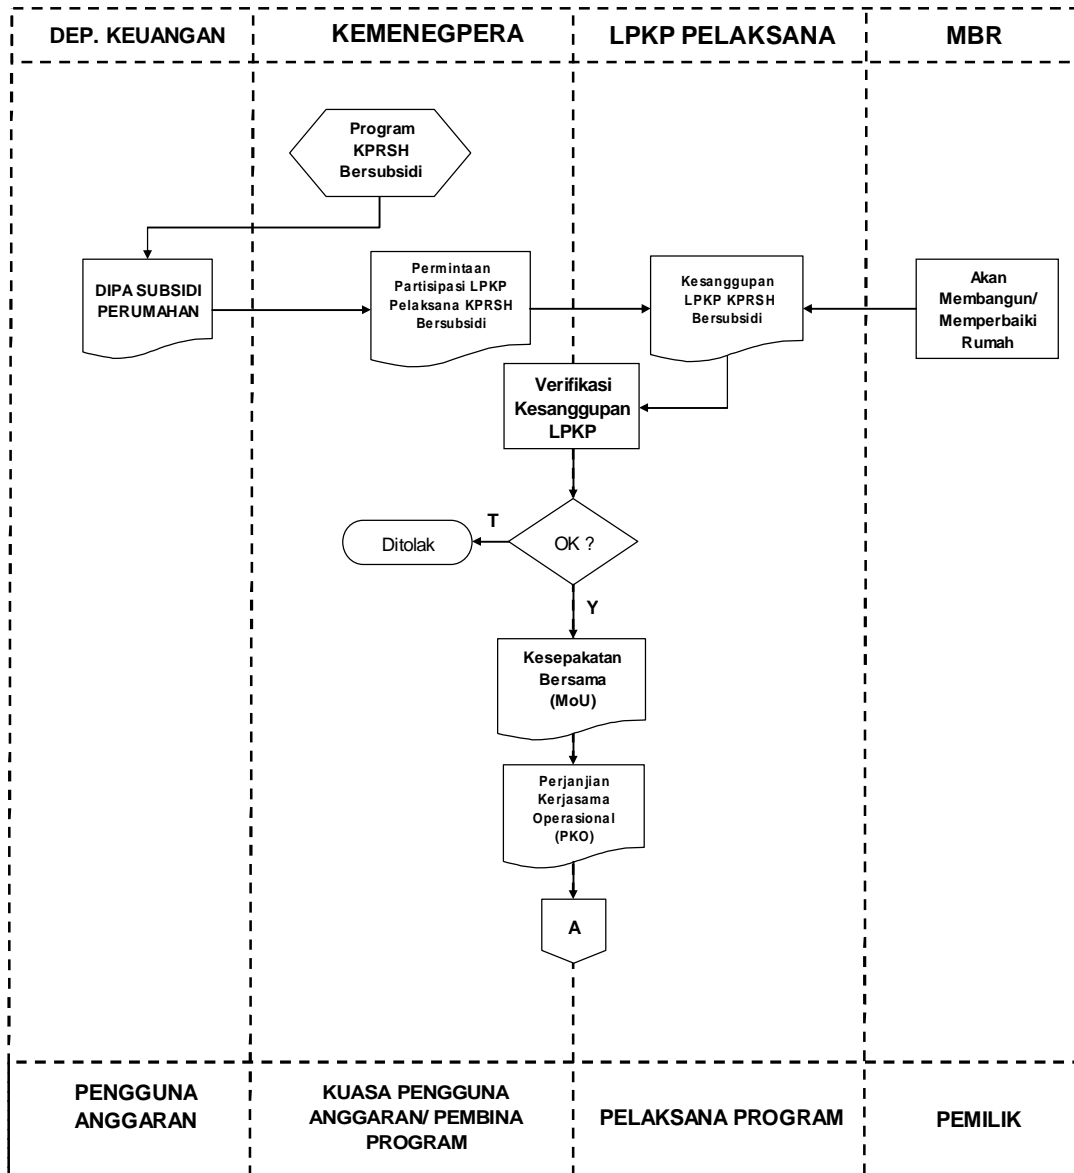 DEP. KEUANGAN
KEMENEGPERA
LPKP PELAKSANA
MBR
Program
KPRSH
Bersubsidi
DIPA SUBSIDI
PERUMAHAN
Permintaan
Partisipasi LPKP
Pelaksana KPRSH
Bersubsidi
Kesanggupan
LPKP KPRSH
Bersubsidi
Akan
Membangun/
Memperbaiki
Rumah
Verifikasi
Kesanggupan
LPKP
T
Ditolak
OK ?
Y
Kesepakatan
Bersama
(MoU)
Perjanjian
Kerjasama
Operasional
(PKO)
A
PENGGUNA
ANGGARAN
KUASA PENGGUNA
ANGGARAN/ PEMBINA
PROGRAM
PELAKSANA PROGRAM
PEMILIK